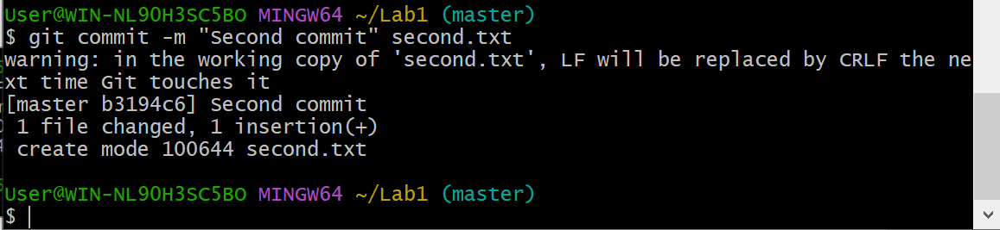 User@WIN-NL9OH3SC5BO MINGW64 ~/Lab1 (master)
$ git commit -m "Second commit" second.txt
warning: in the working copy of 'second.txt', LF will be replaced by CRLF the ne
xt time Git touches it
[master b3194c6] Second commit
 1 file changed, 1 insertion(+)
 create mode 100644 second.txt
User@WIN-NL9OH3SC5BO MINGW64 ~/Lab1 (master)
$